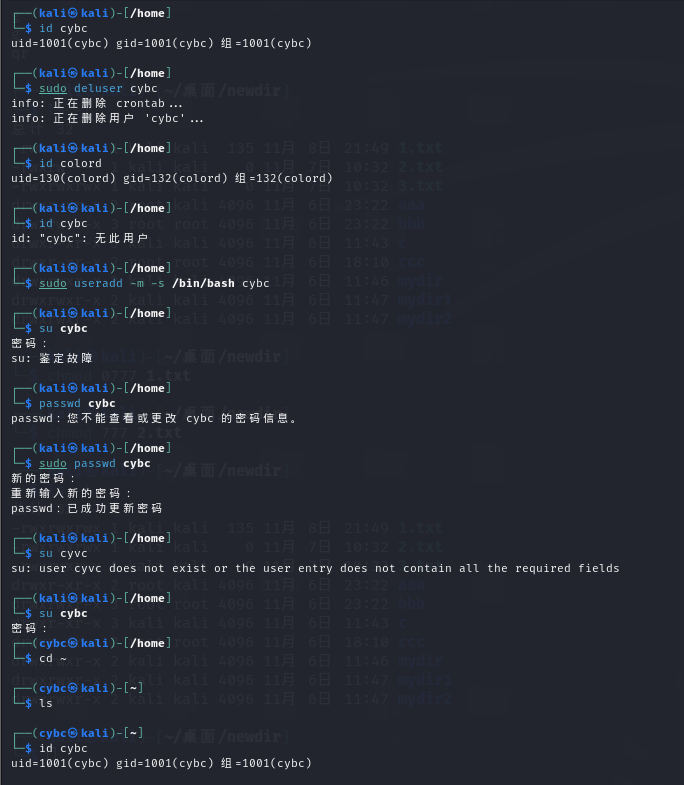 ┌──(kali㉿kali)-[/home]
└─$ id cybc
uid=1001(cybc) gid=1001(cybc) 组=1001(cybc)
┌──(kali㉿kali)-[/home]
└─$ sudo deluser cybc
info: 正在删除 crontab...
info: 正在删除用户 'cybc'...
┌──(kali㉿kali)-[/home]
└─$ id colord
uid=130(colord) gid=132(colord) 组=132(colord)
┌──(kali㉿kali)-[/home]
└─$ id cybc
id: "cybc": 无此用户
┌──(kali㉿kali)-[/home]
└─$ sudo useradd -m -s /bin/bash cybc
┌──(kali㉿kali)-[/home]
└─$ su cybc
密码：
su: 鉴定故障
┌──(kali㉿kali)-[/home]
└─$ passwd cybc
passwd：您不能查看或更改 cybc 的密码信息。
┌──(kali㉿kali)-[/home]
└─$ sudo passwd cybc
新的密码：
重新输入新的密码：
passwd：已成功更新密码
┌──(kali㉿kali)-[/home]
└─$ su cyvc
su: user cyvc does not exist or the user entry does not contain all the required fields
┌──(kali㉿kali)-[/home]
└─$ su cybc
密码：
┌──(cybc㉿kali)-[/home]
└─$ cd ~
┌──(cybc㉿kali)-[~]
└─$ ls
┌──(cybc㉿kali)-[~]
└─$ id cybc
uid=1001(cybc) gid=1001(cybc) 组=1001(cybc)